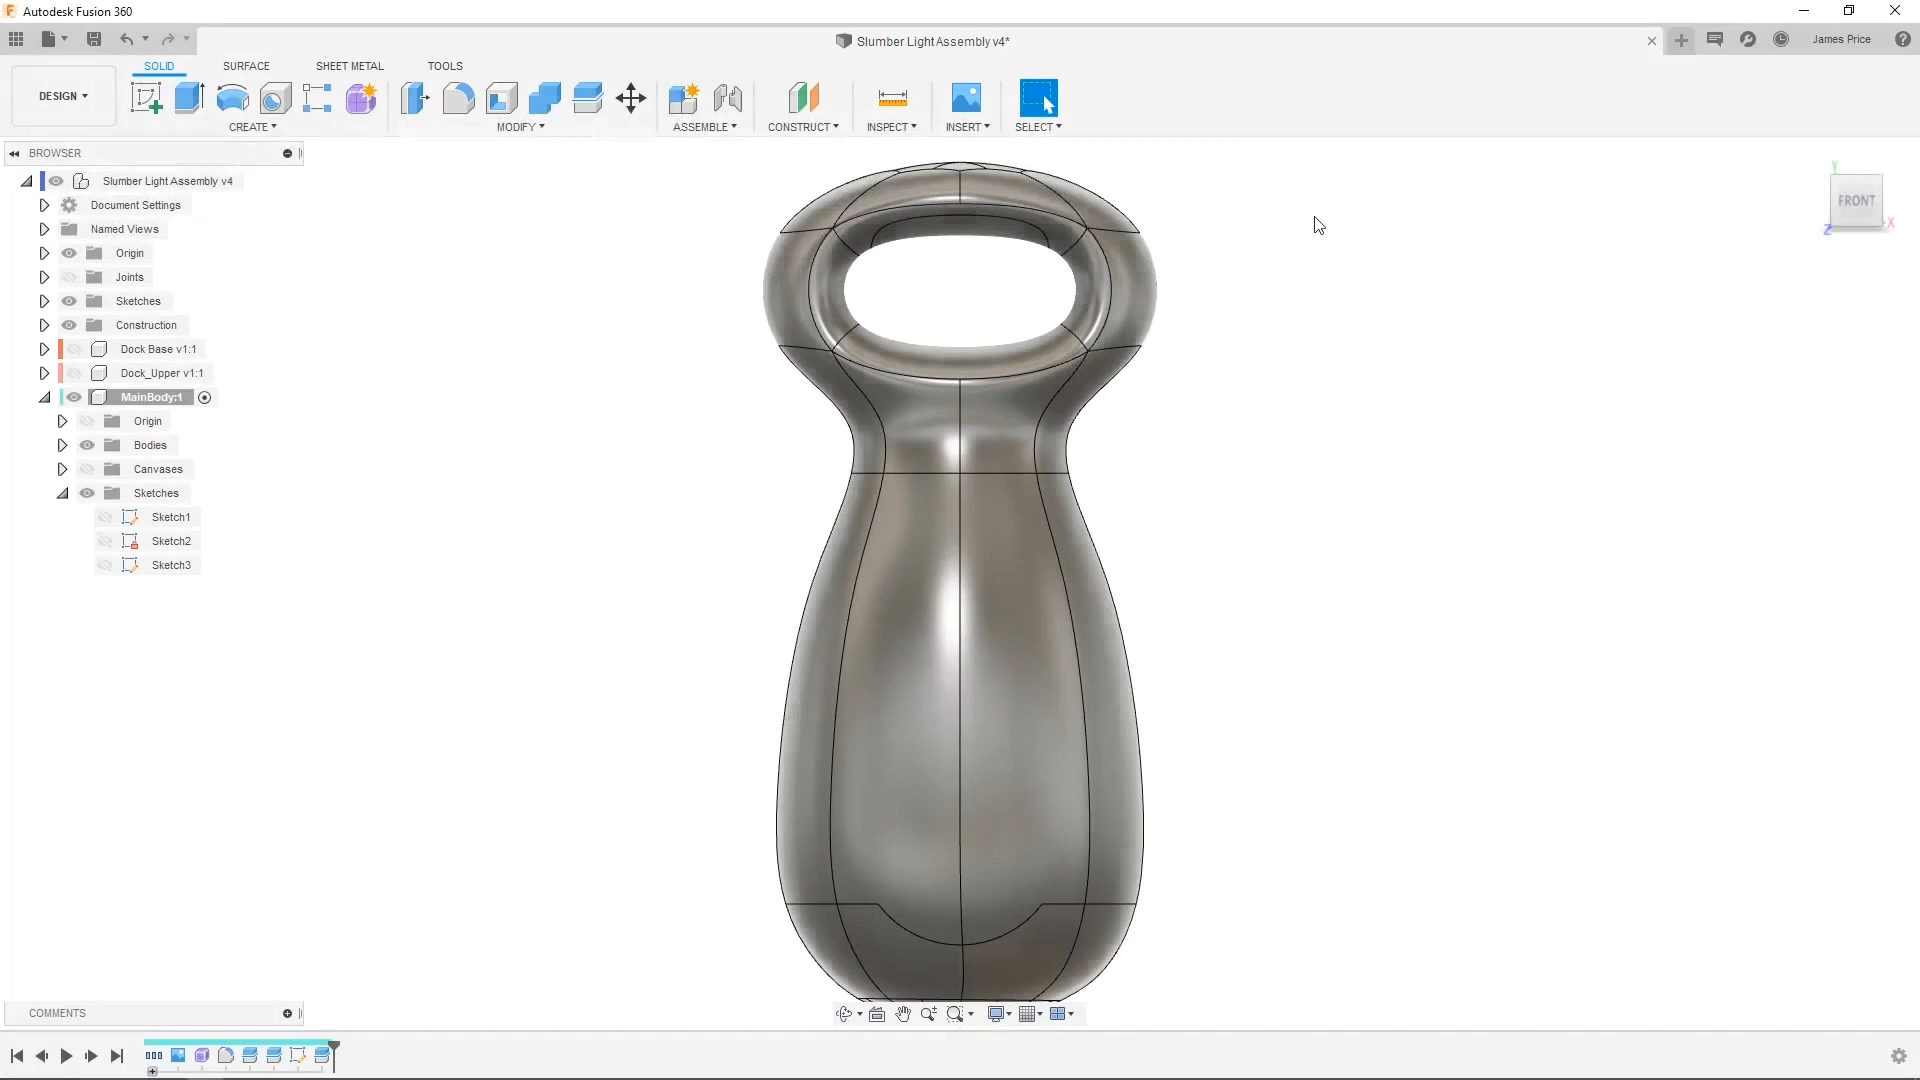 Autodesk Fusion 360
Slumber Light Assembly v4*
James Price
SOLID
SURFACE
SHEET METAL
TOOLS
DESIGN
CREATE
MODIFY
ASSEMBLE
CONSTRUCT
INSPECT
INSERT
SELECT
BROWSER
Slumber Light Assembly v4
Document Settings
Named Views
Origin
Joints
Sketches
Construction
Dock Base v1:1
Dock_Upper v1:1
MainBody:1
Origin
Bodies
Canvases
Sketches
Sketch1
Sketch2
Sketch3
Y
FRONT
X
Z
COMMENTS